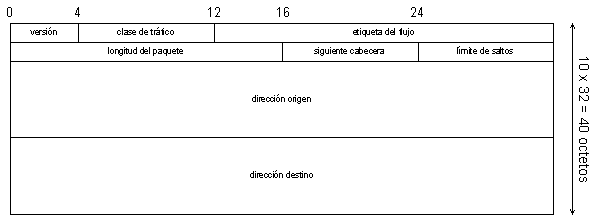 0 4 12 16 24
versión clase de tráfico etiqueta del flujo
longitud del paquete siguiente cabecera límite de saltos
dirección origen
dirección destino
10 x 32 = 40 octetos